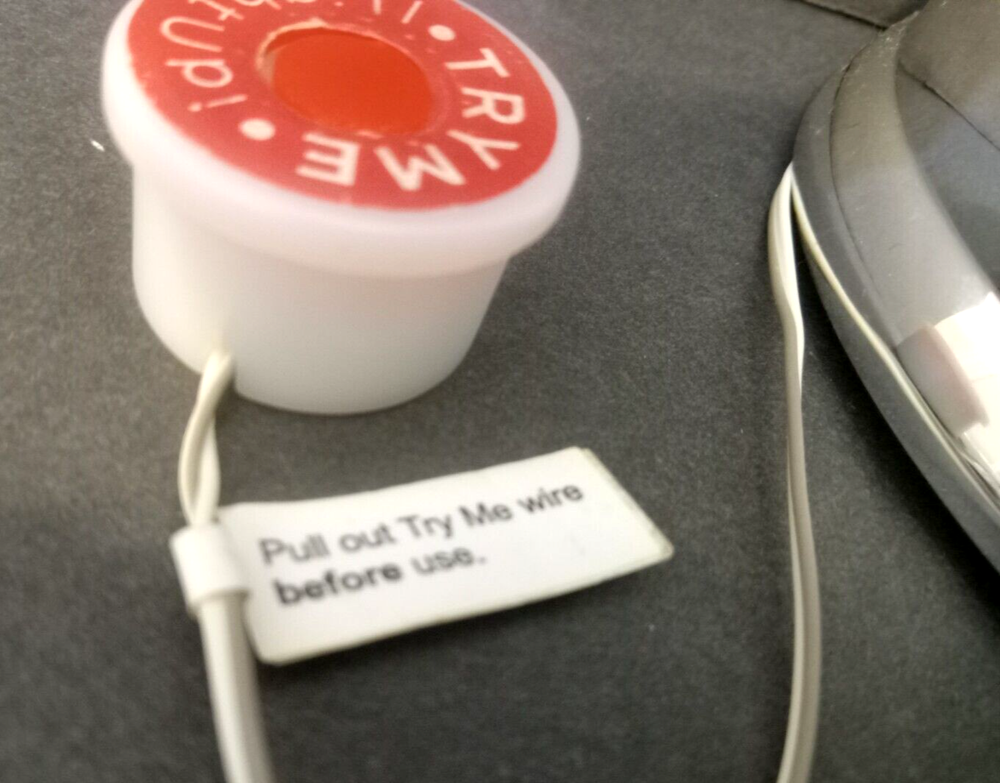 TRY ME
Pull out Try Me wire
before use.